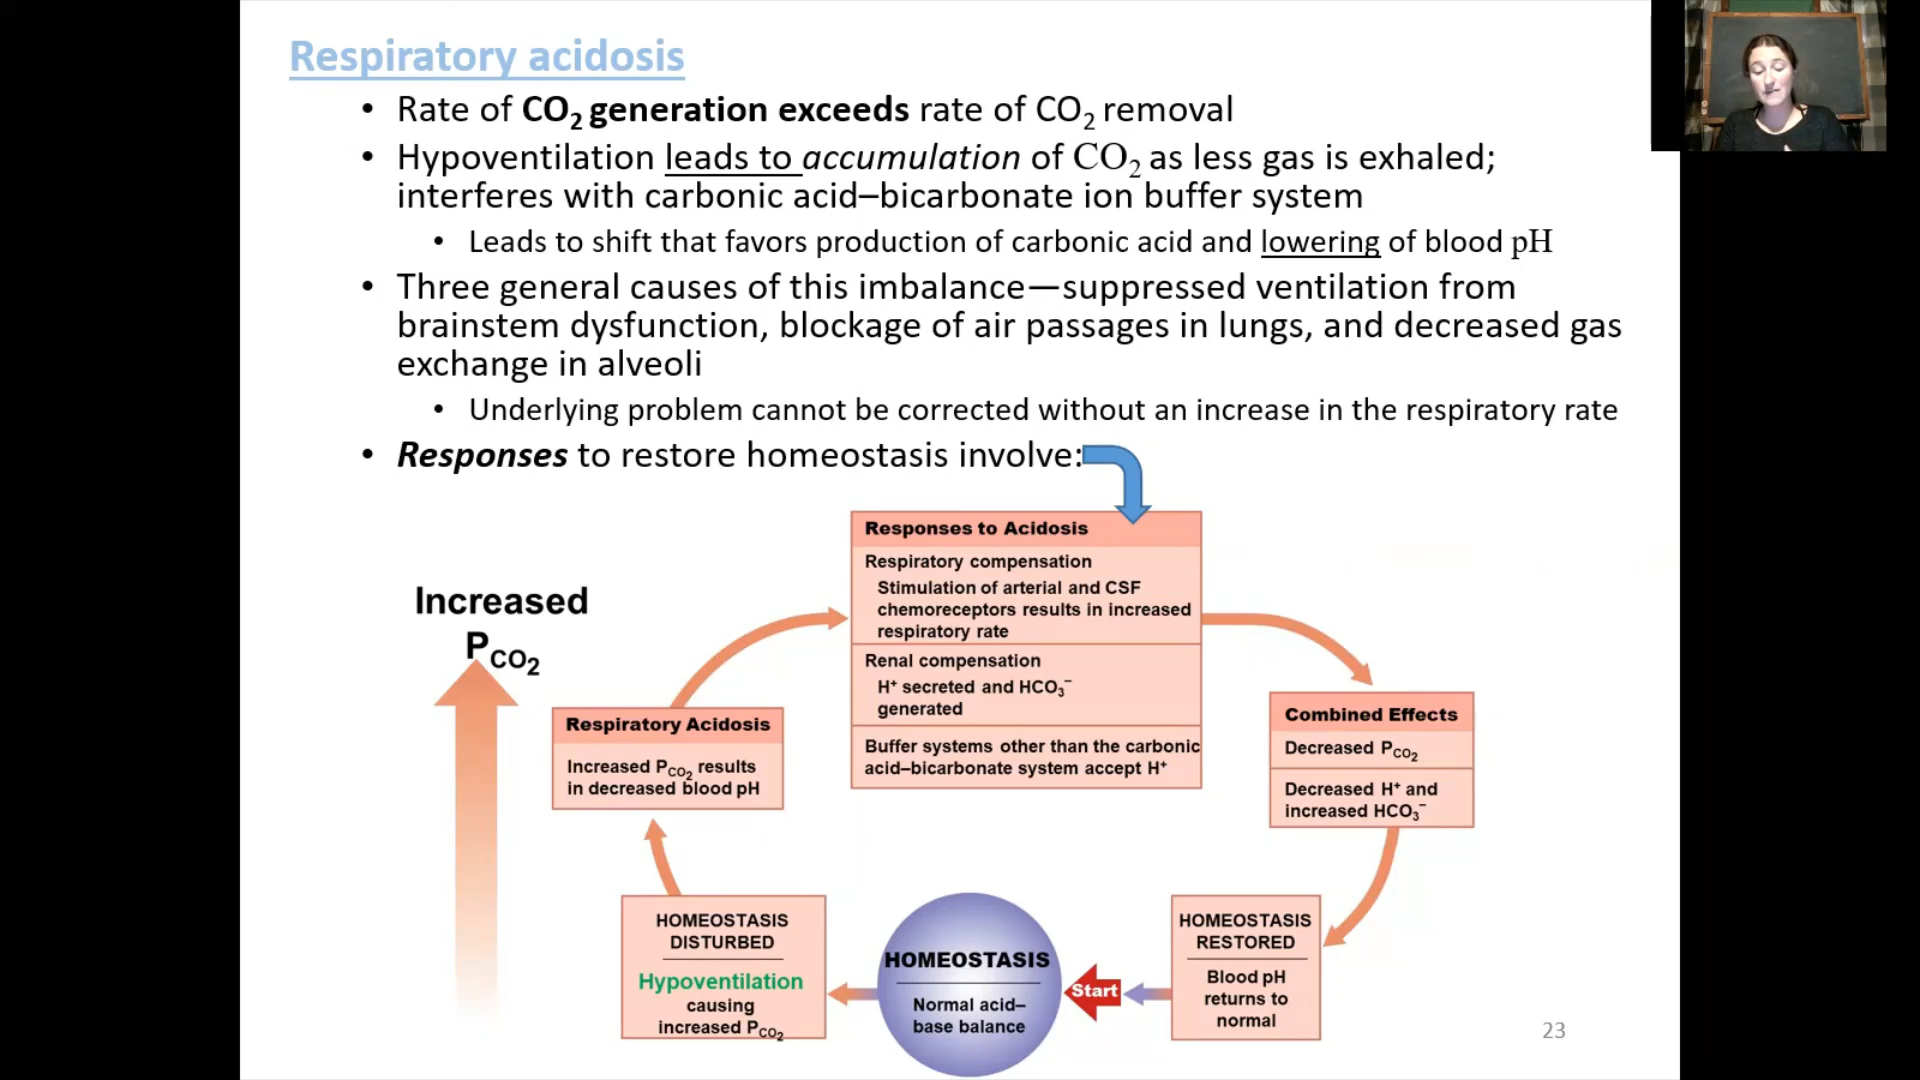 Respiratory acidosis
• Rate of CO₂ generation exceeds rate of CO₂ removal
• Hypoventilation leads to accumulation of CO₂ as less gas is exhaled;
interferes with carbonic acid–bicarbonate ion buffer system
• Leads to shift that favors production of carbonic acid and lowering of blood pH
• Three general causes of this imbalance—suppressed ventilation from
brainstem dysfunction, blockage of air passages in lungs, and decreased gas
exchange in alveoli
• Underlying problem cannot be corrected without an increase in the respiratory rate
• Responses to restore homeostasis involve:
Increased
P_CO₂
Respiratory Acidosis
Increased P_CO₂ results
in decreased blood pH
Responses to Acidosis
Respiratory compensation
Stimulation of arterial and CSF
chemoreceptors results in increased
respiratory rate
Renal compensation
H⁺ secreted and HCO₃⁻
generated
Buffer systems other than the carbonic
acid–bicarbonate system accept H⁺
Combined Effects
Decreased P_CO₂
Decreased H⁺ and
increased HCO₃⁻
HOMEOSTASIS
DISTURBED
Hypoventilation
causing
increased P_CO₂
HOMEOSTASIS
Normal acid–
base balance
Start
HOMEOSTASIS
RESTORED
Blood pH
returns to
normal
23